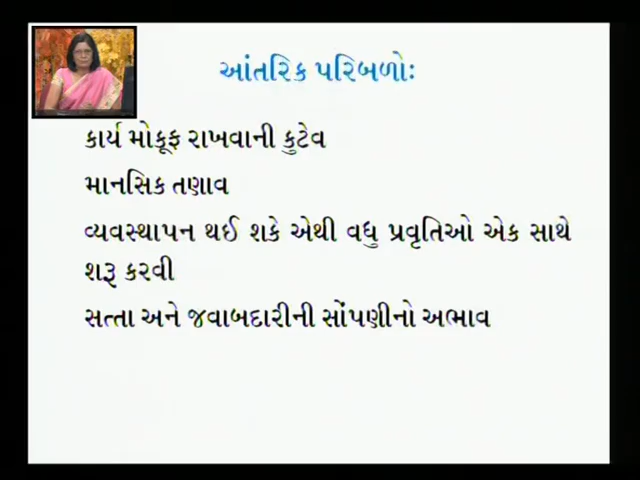 આંતરિક પરિબળોઃ
કાર્ય મોકૂફ રાખવાની કુટેવ
માનસિક તણાવ
વ્યવસ્થાપન થઈ શકે એથી વધુ પ્રવૃતિઓ એક સાથે
શરૂ કરવી
સત્તા અને જવાબદારીની સોંપણીનો અભાવ